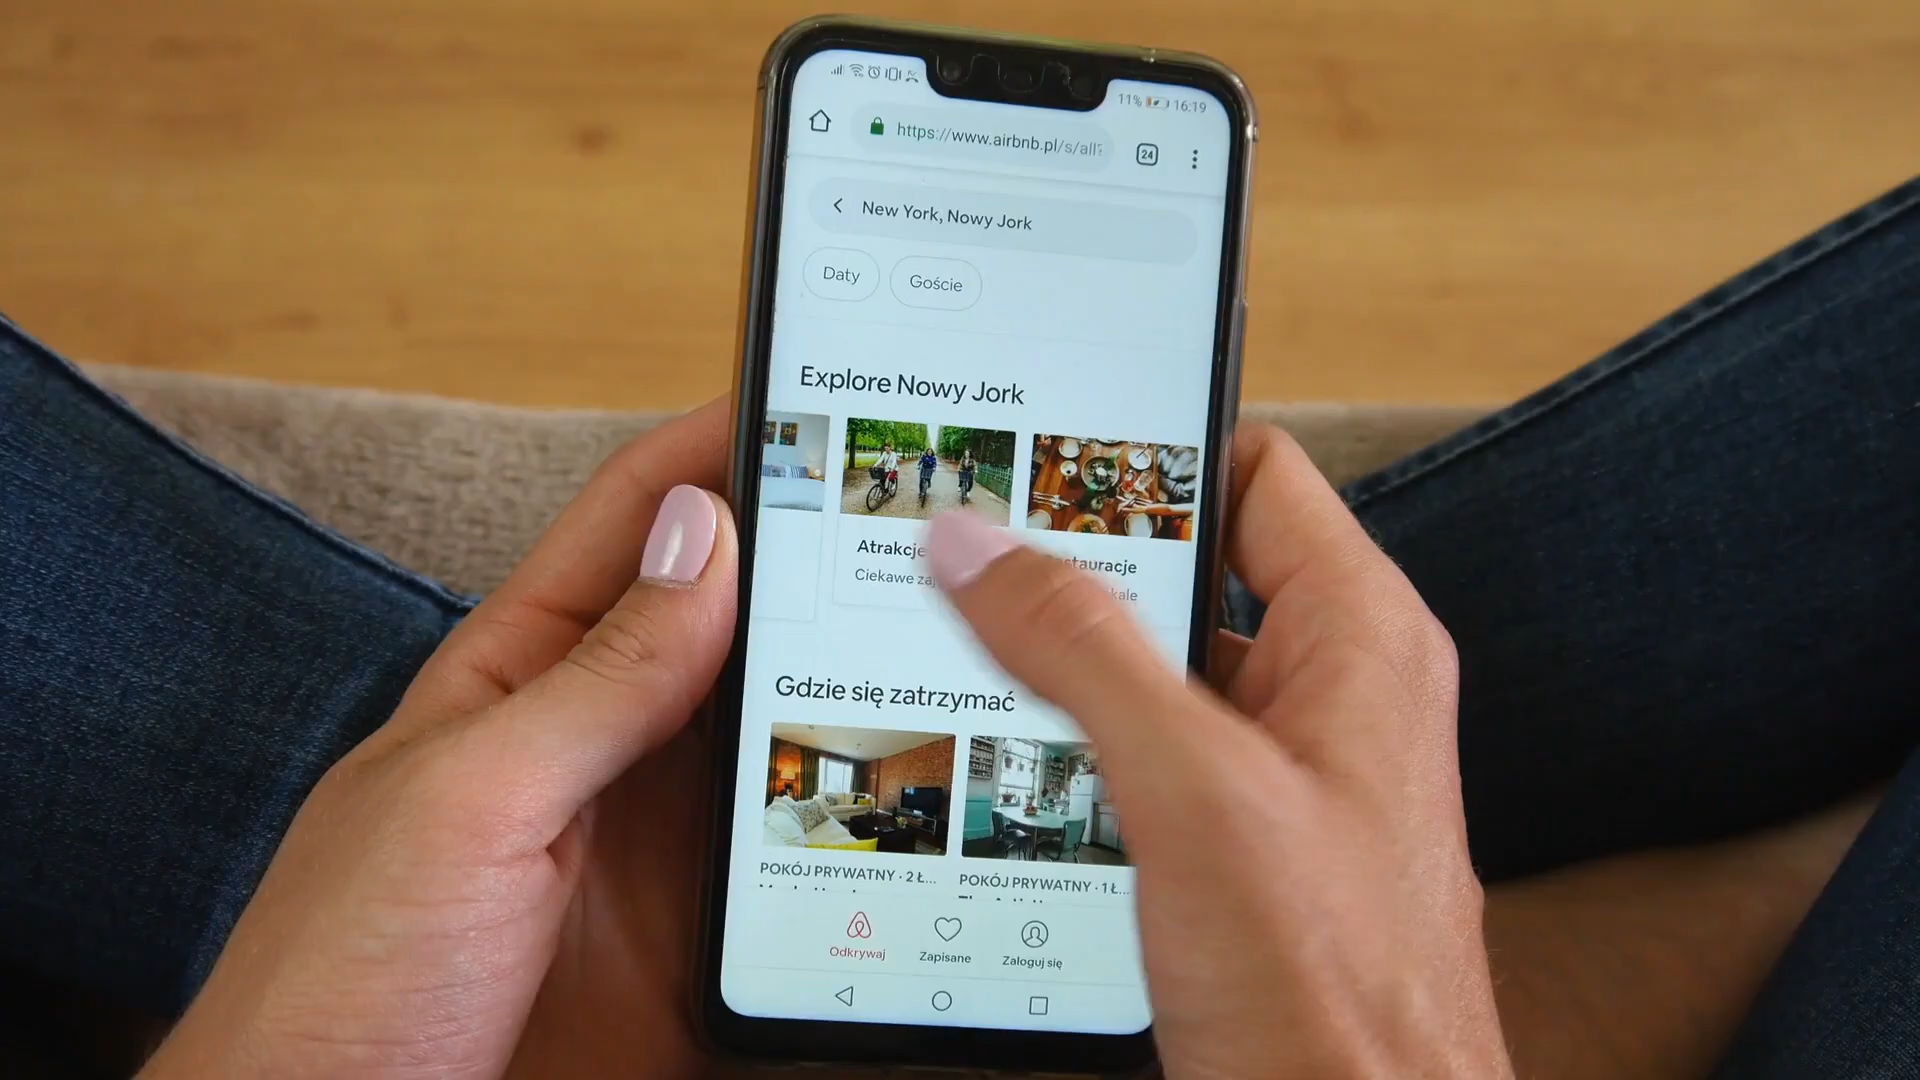 11% 16:19
https://www.airbnb.pl/s/all?
24
New York, Nowy Jork
Daty Goście
Explore Nowy Jork
Atrakcje
Ciekawe
Gdzie się zatrzymać
POKÓJ PRYWATNY · 2 Ł... POKÓJ PRYWATNY · 1 Ł...
Odkrywaj Zapisane Zaloguj się